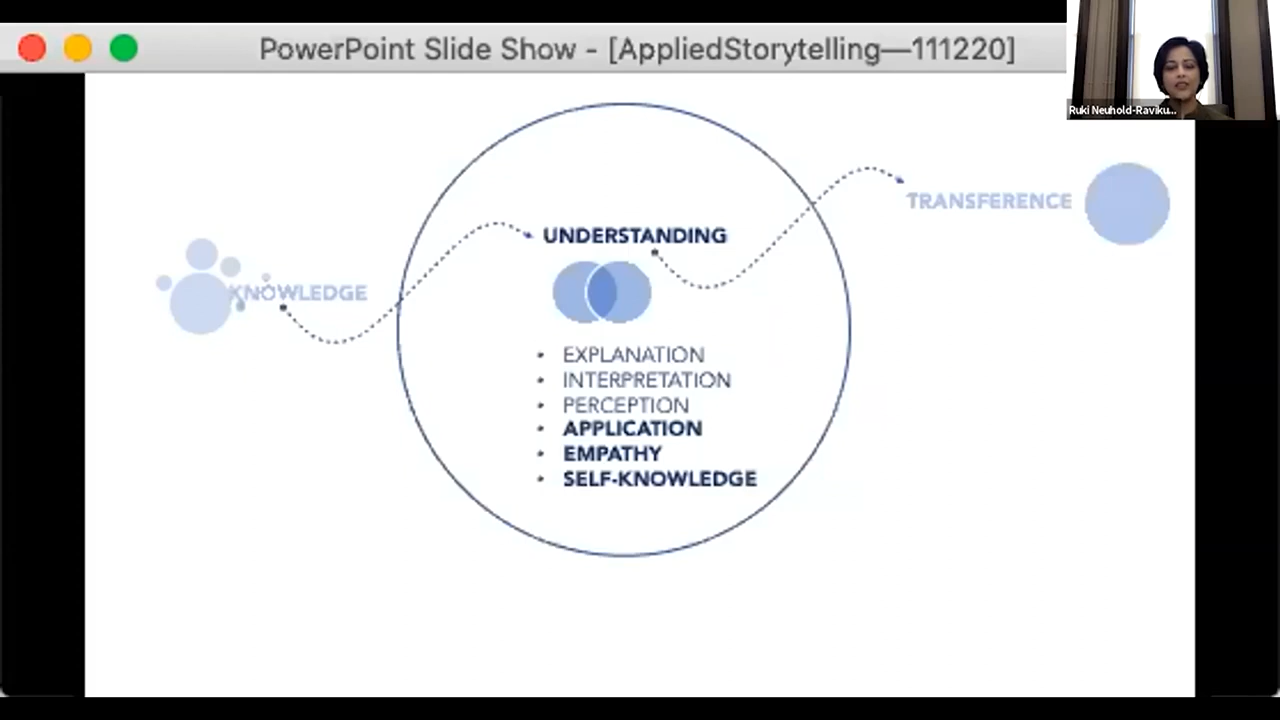 PowerPoint Slide Show - [AppliedStorytelling—111220]
Ruki Neuhold-Raviku...
TRANSFERENCE
UNDERSTANDING
KNOWLEDGE
• EXPLANATION
• INTERPRETATION
• PERCEPTION
• APPLICATION
• EMPATHY
• SELF-KNOWLEDGE